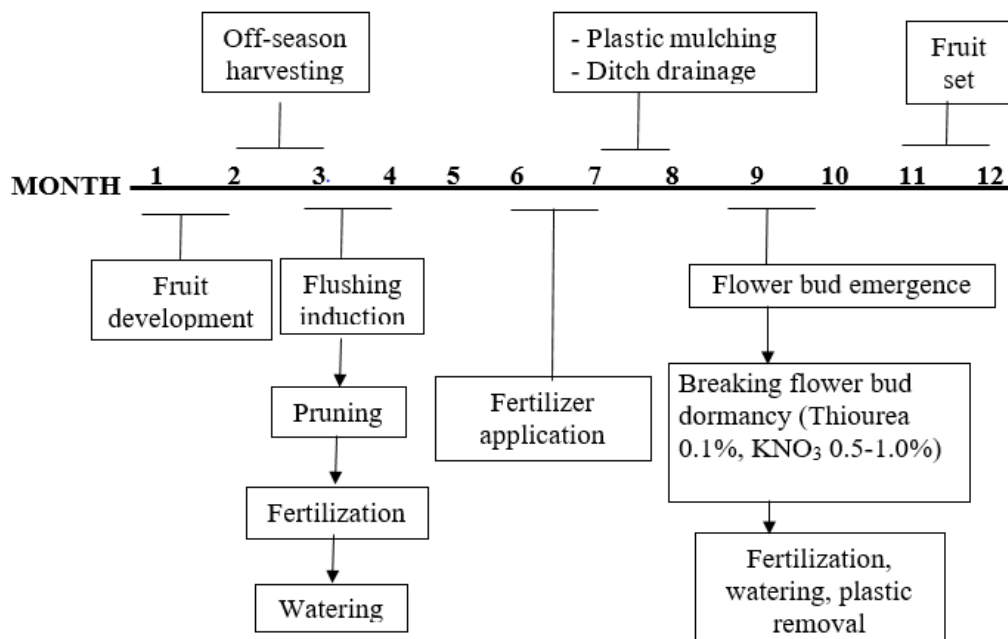 Off-season
harvesting
- Plastic mulching
- Ditch drainage
Fruit
set
MONTH 1 2 3. 4 5 6 7 8 9 10 11 12
Fruit
development
Flushing
induction
Flower bud emergence
Pruning
Fertilizer
application
Breaking flower bud
dormancy (Thiourea
0.1%, KNO₃ 0.5-1.0%)
Fertilization
Watering
Fertilization,
watering, plastic
removal